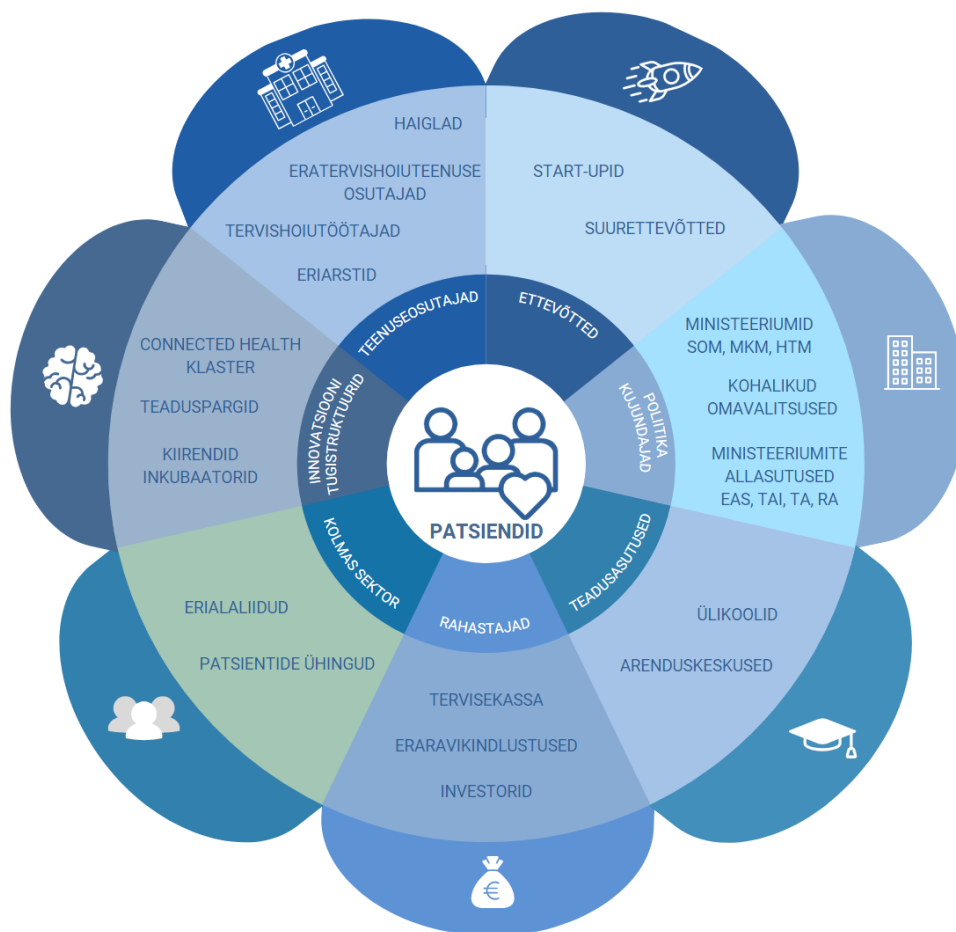 HAIGLAD
ERATERVISHOIUTEENUSE
OSUTAJAD
TERVISHOIUTÖÖTAJAD
ERIARSTID
TEENUSEOSUTAJAD
START-UPID
SUURETTEVÕTTED
ETTEVÕTTED
MINISTEERIUMID
SOM, MKM, HTM
KOHALIKUD
OMAVALITSUSED
MINISTEERIUMITE
ALLASUTUSED
EAS, TAI, TA, RA
POLIITIKA
KUJUNDAJAD
ÜLIKOOLID
ARENDUSKESKUSED
TEADUSASUTUSED
RAHASTAJAD
TERVISEKASSA
ERARAVIKINDLUSTUSED
INVESTORID
KOLMAS SEKTOR
ERIALALIIDUD
PATSIENTIDE ÜHINGUD
INNOVATSIOONI
TUGISTRUKTUURID
CONNECTED HEALTH
KLASTER
TEADUSPARGID
KIIRENDID
INKUBAATORID
PATSIENDID
€